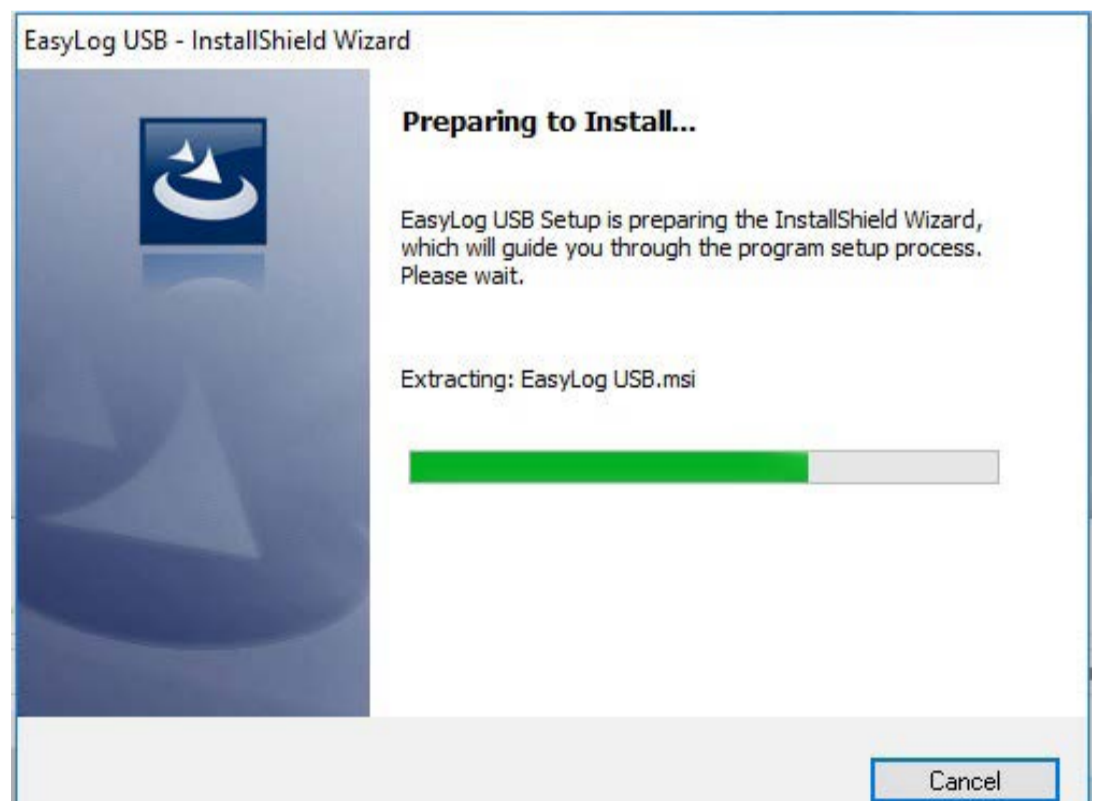 EasyLog USB - InstallShield Wizard
Preparing to Install...
EasyLog USB Setup is preparing the InstallShield Wizard,
which will guide you through the program setup process.
Please wait.
Extracting: EasyLog USB.msi
Cancel